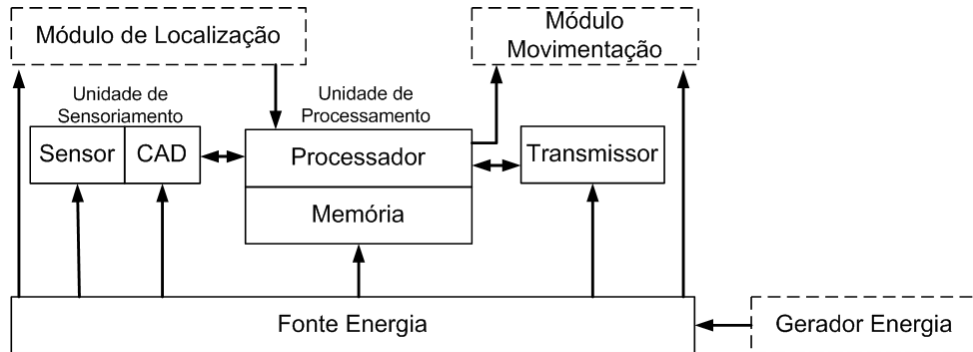 Módulo de Localização
Módulo
Movimentação
Unidade de
Sensoriamento
Unidade de
Processamento
Sensor
CAD
Processador
Transmissor
Memória
Fonte Energia
Gerador Energia